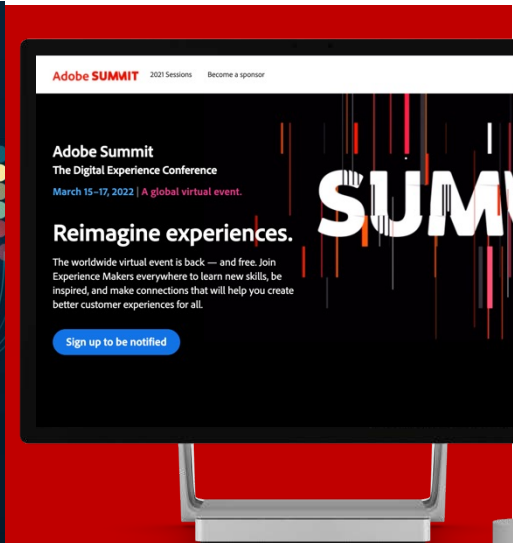 Adobe SUMMIT 2021 Sessions Become a sponsor
Adobe Summit
The Digital Experience Conference
March 15–17, 2022 | A global virtual event.
Reimagine experiences.
The worldwide virtual event is back — and free. Join
Experience Makers everywhere to learn new skills, be
inspired, and make connections that will help you create
better customer experiences for all.
Sign up to be notified
SUM